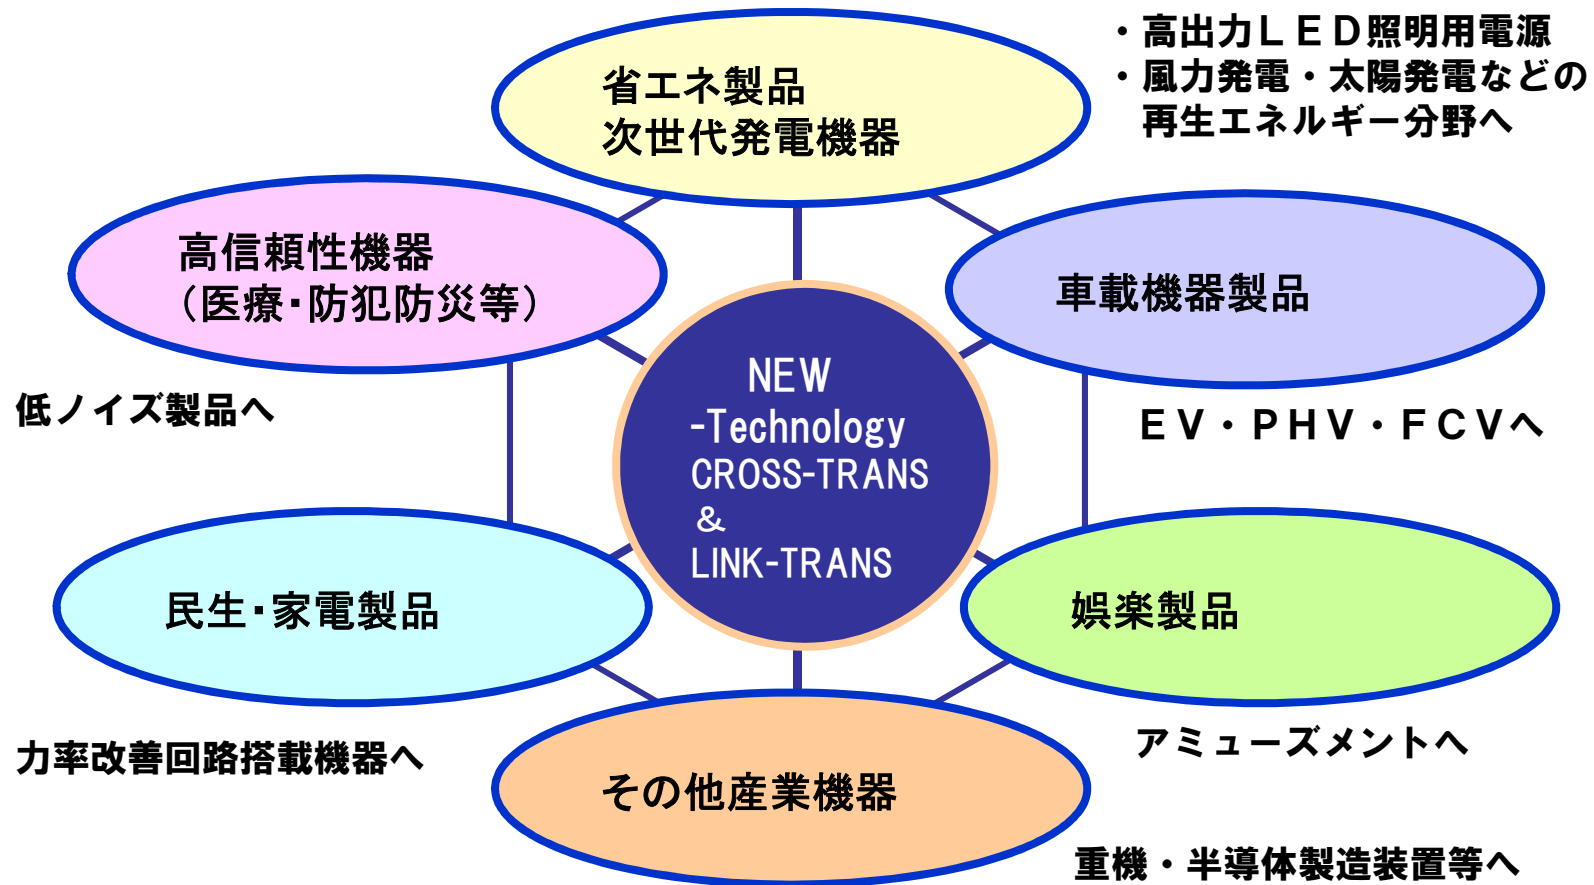 ・高出力ＬＥＤ照明用電源
・風力発電・太陽発電などの
再生エネルギー分野へ
省エネ製品
次世代発電機器
高信頼性機器
（医療・防犯防災等）
車載機器製品
低ノイズ製品へ
ＥＶ・ＰＨＶ・ＦＣＶへ
NEW
-Technology
CROSS-TRANS
＆
LINK-TRANS
民生・家電製品
娯楽製品
力率改善回路搭載機器へ
アミューズメントへ
その他産業機器
重機・半導体製造装置等へ